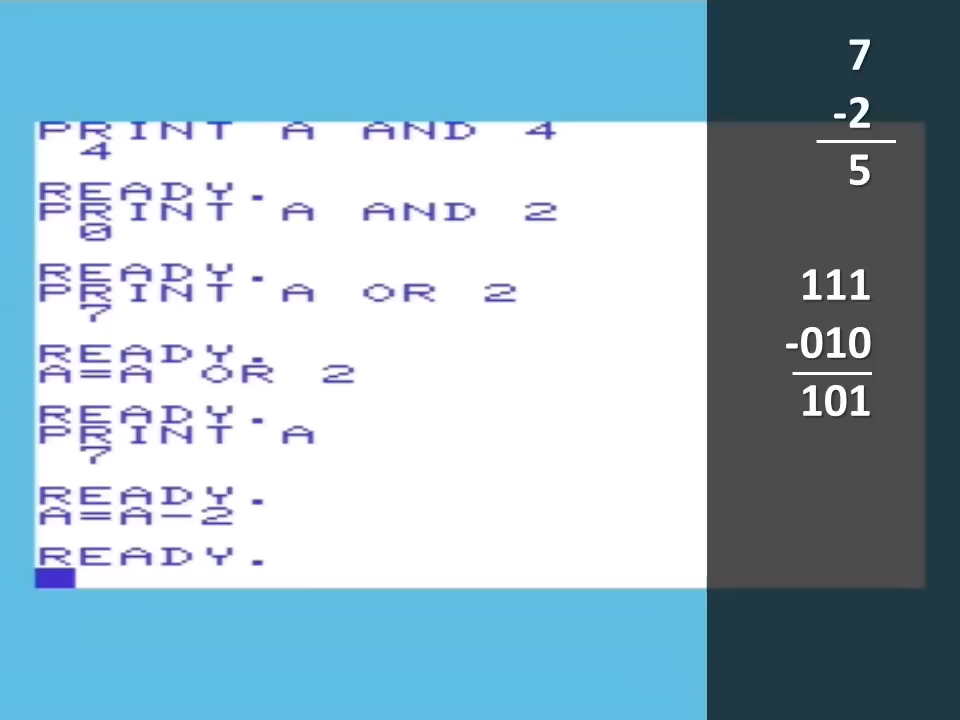 PRINT A AND 4
4
READY.
PRINT A AND 2
0
READY.
PRINT A OR 2
7
READY.
A=A OR 2
READY.
PRINT A
7
READY.
A=A-2
READY.
7
-2
5
111
-010
101